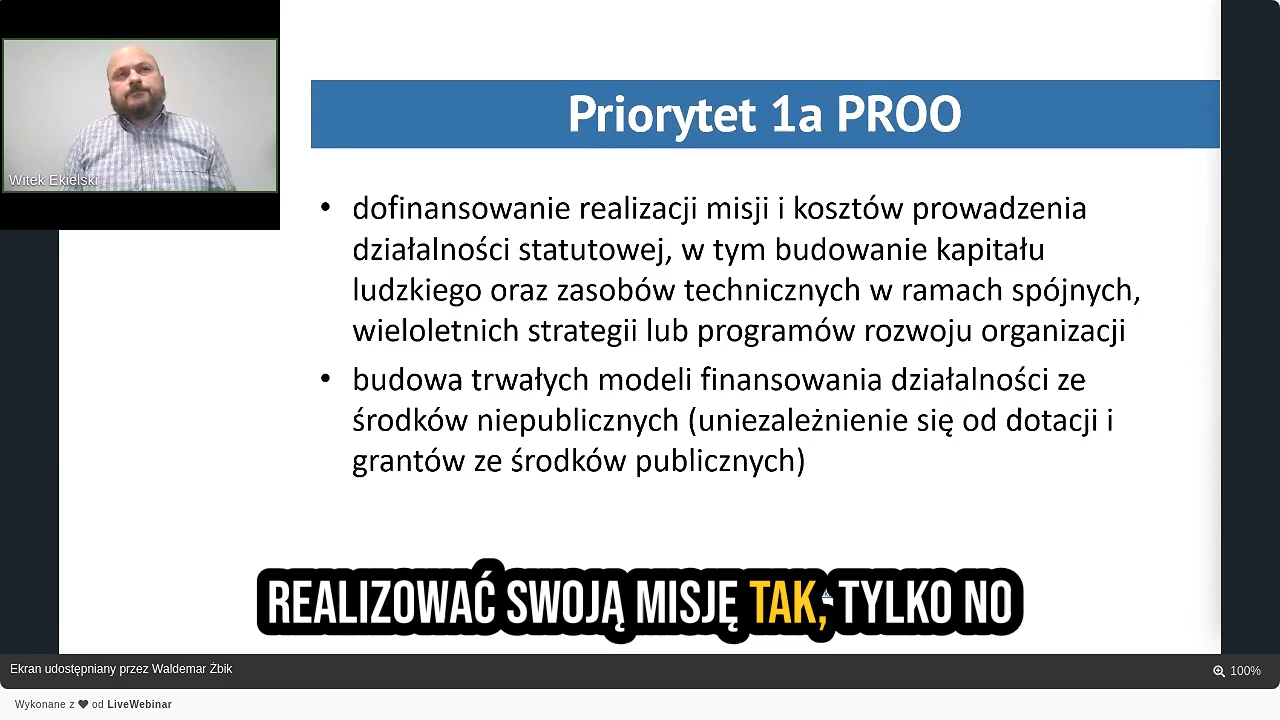 Witek Ekielski
Priorytet 1a PROO
• dofinansowanie realizacji misji i kosztów prowadzenia
działalności statutowej, w tym budowanie kapitału
ludzkiego oraz zasobów technicznych w ramach spójnych,
wieloletnich strategii lub programów rozwoju organizacji
• budowa trwałych modeli finansowania działalności ze
środków niepublicznych (uniezależnienie się od dotacji i
grantów ze środków publicznych)
REALIZOWAĆ SWOJĄ MISJĘ TAK, TYLKO NO
Ekran udostępniany przez Waldemar Żbik
100%
Wykonane z ❤ od LiveWebinar